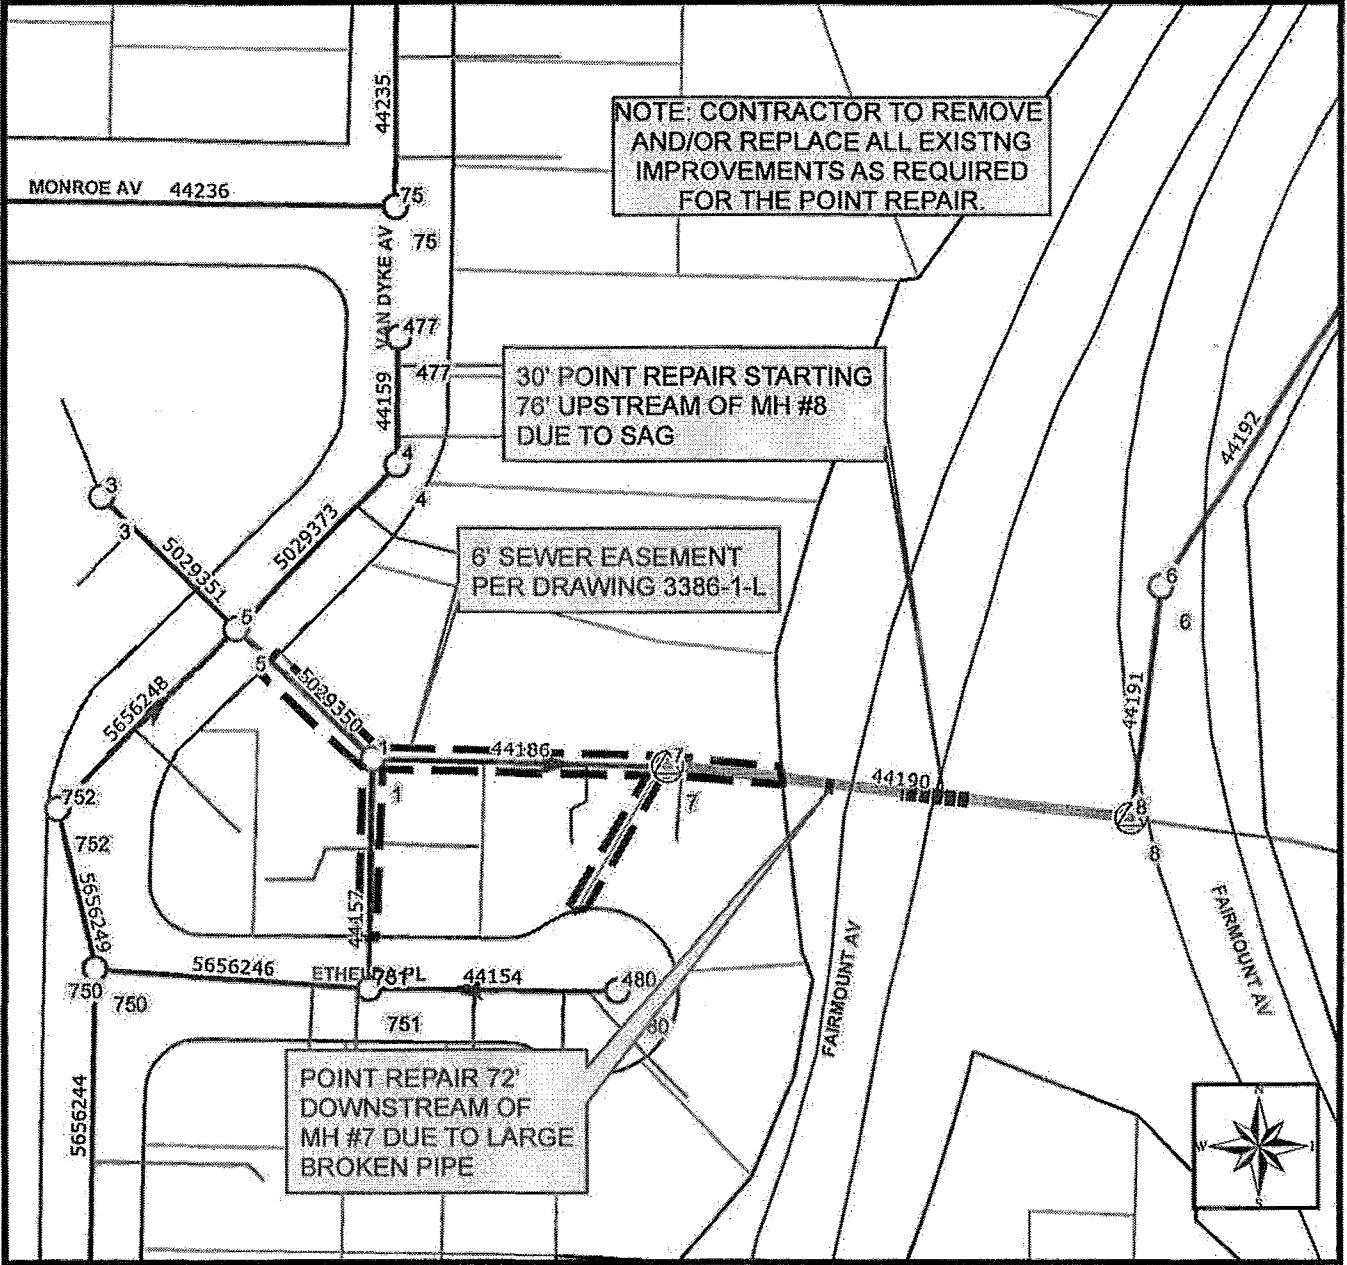 44235
NOTE: CONTRACTOR TO REMOVE
AND/OR REPLACE ALL EXISTNG
IMPROVEMENTS AS REQUIRED
FOR THE POINT REPAIR.
MONROE AV 44236
75
75
VAN DYKE AV
477
477
44159
30' POINT REPAIR STARTING
76' UPSTREAM OF MH #8
DUE TO SAG
44192
4
4
3
3
5029351
5029373
6' SEWER EASEMENT
PER DRAWING 3386-1-L
6
6
5
5
5029350
5656248
44191
1
1
44186
7
7
44190
8
8
752
752
5656249
44157
FAIRMOUNT AV
FAIRMOUNT AV
5656246
ETHELDA PL
44154
480
750
750
751
POINT REPAIR 72'
DOWNSTREAM OF
MH #7 DUE TO LARGE
BROKEN PIPE
5656244
N
W
S